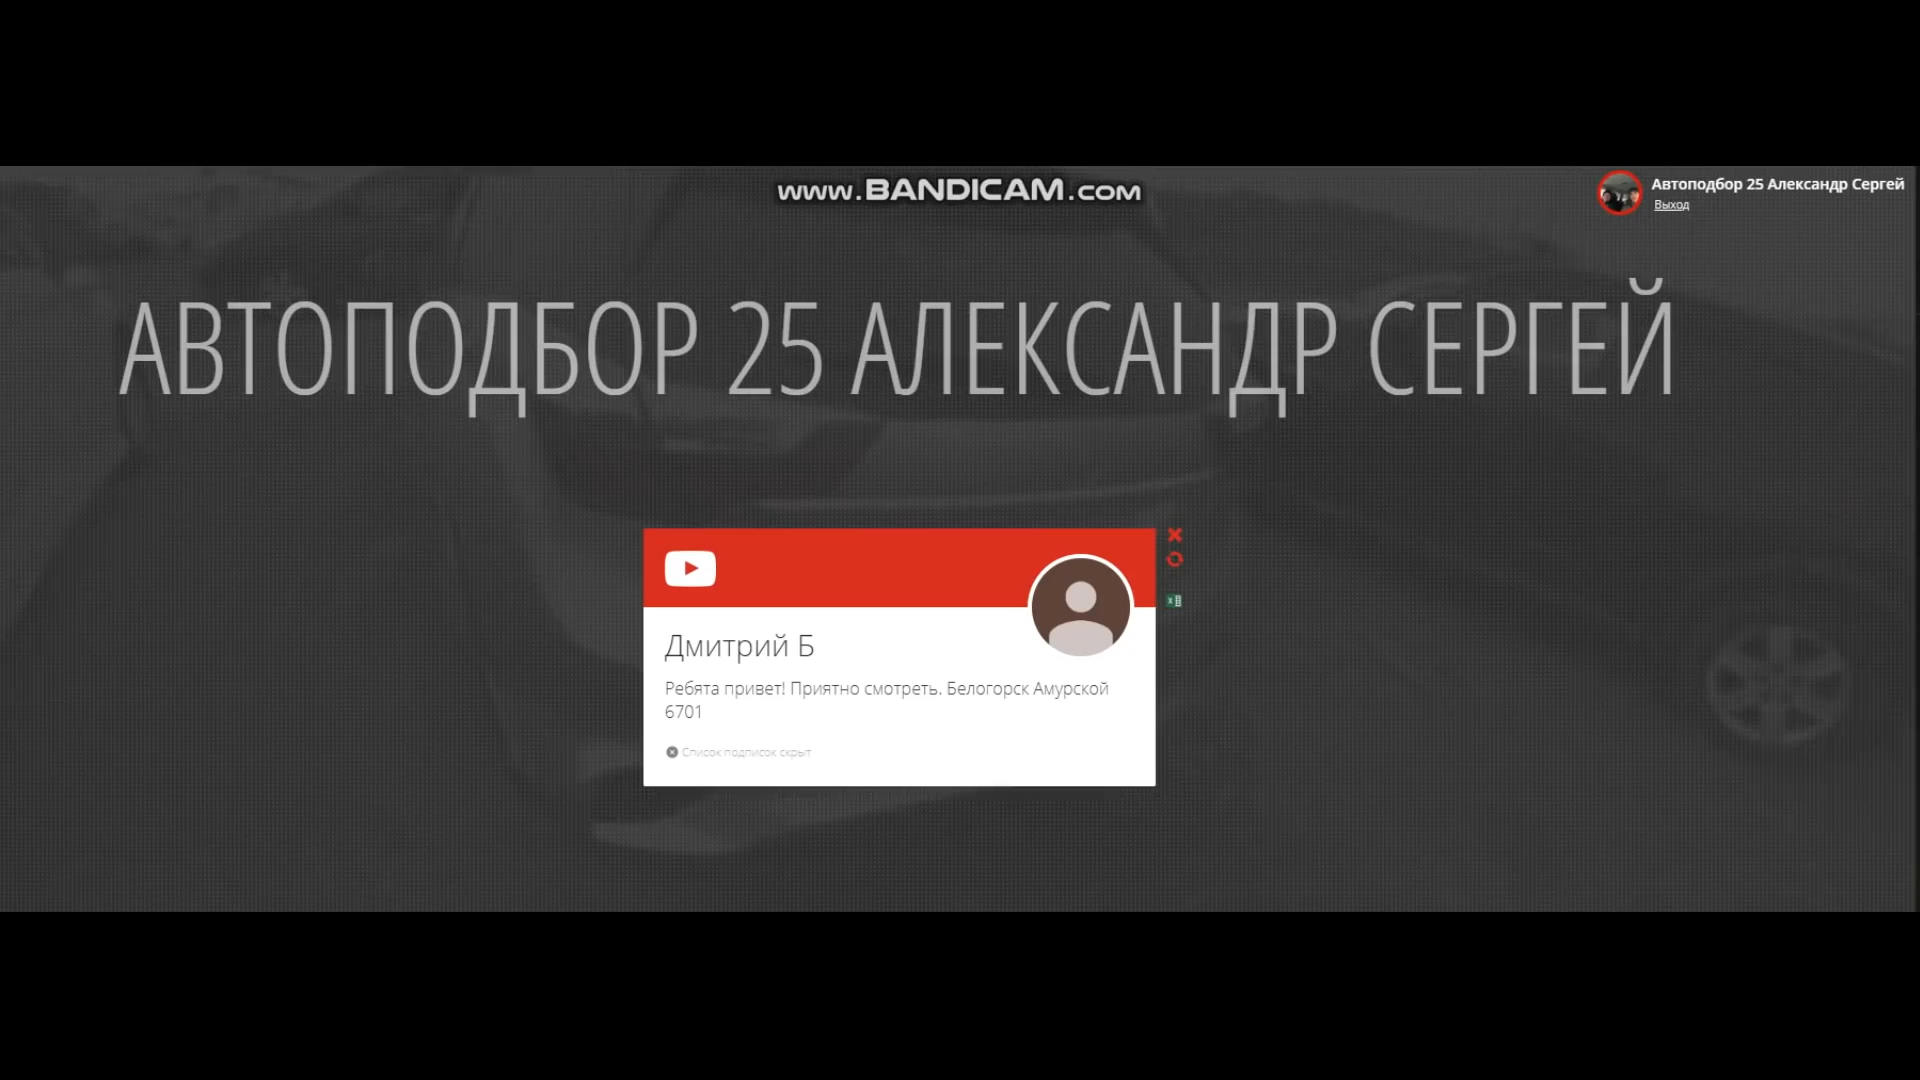 www.BANDICAM.com
Автоподбор 25 Александр Сергей
Выход
АВТОПОДБОР 25 АЛЕКСАНДР СЕРГЕЙ
Дмитрий Б
Ребята привет! Приятно смотреть. Белогорск Амурской
6701
Список подписок скрыт